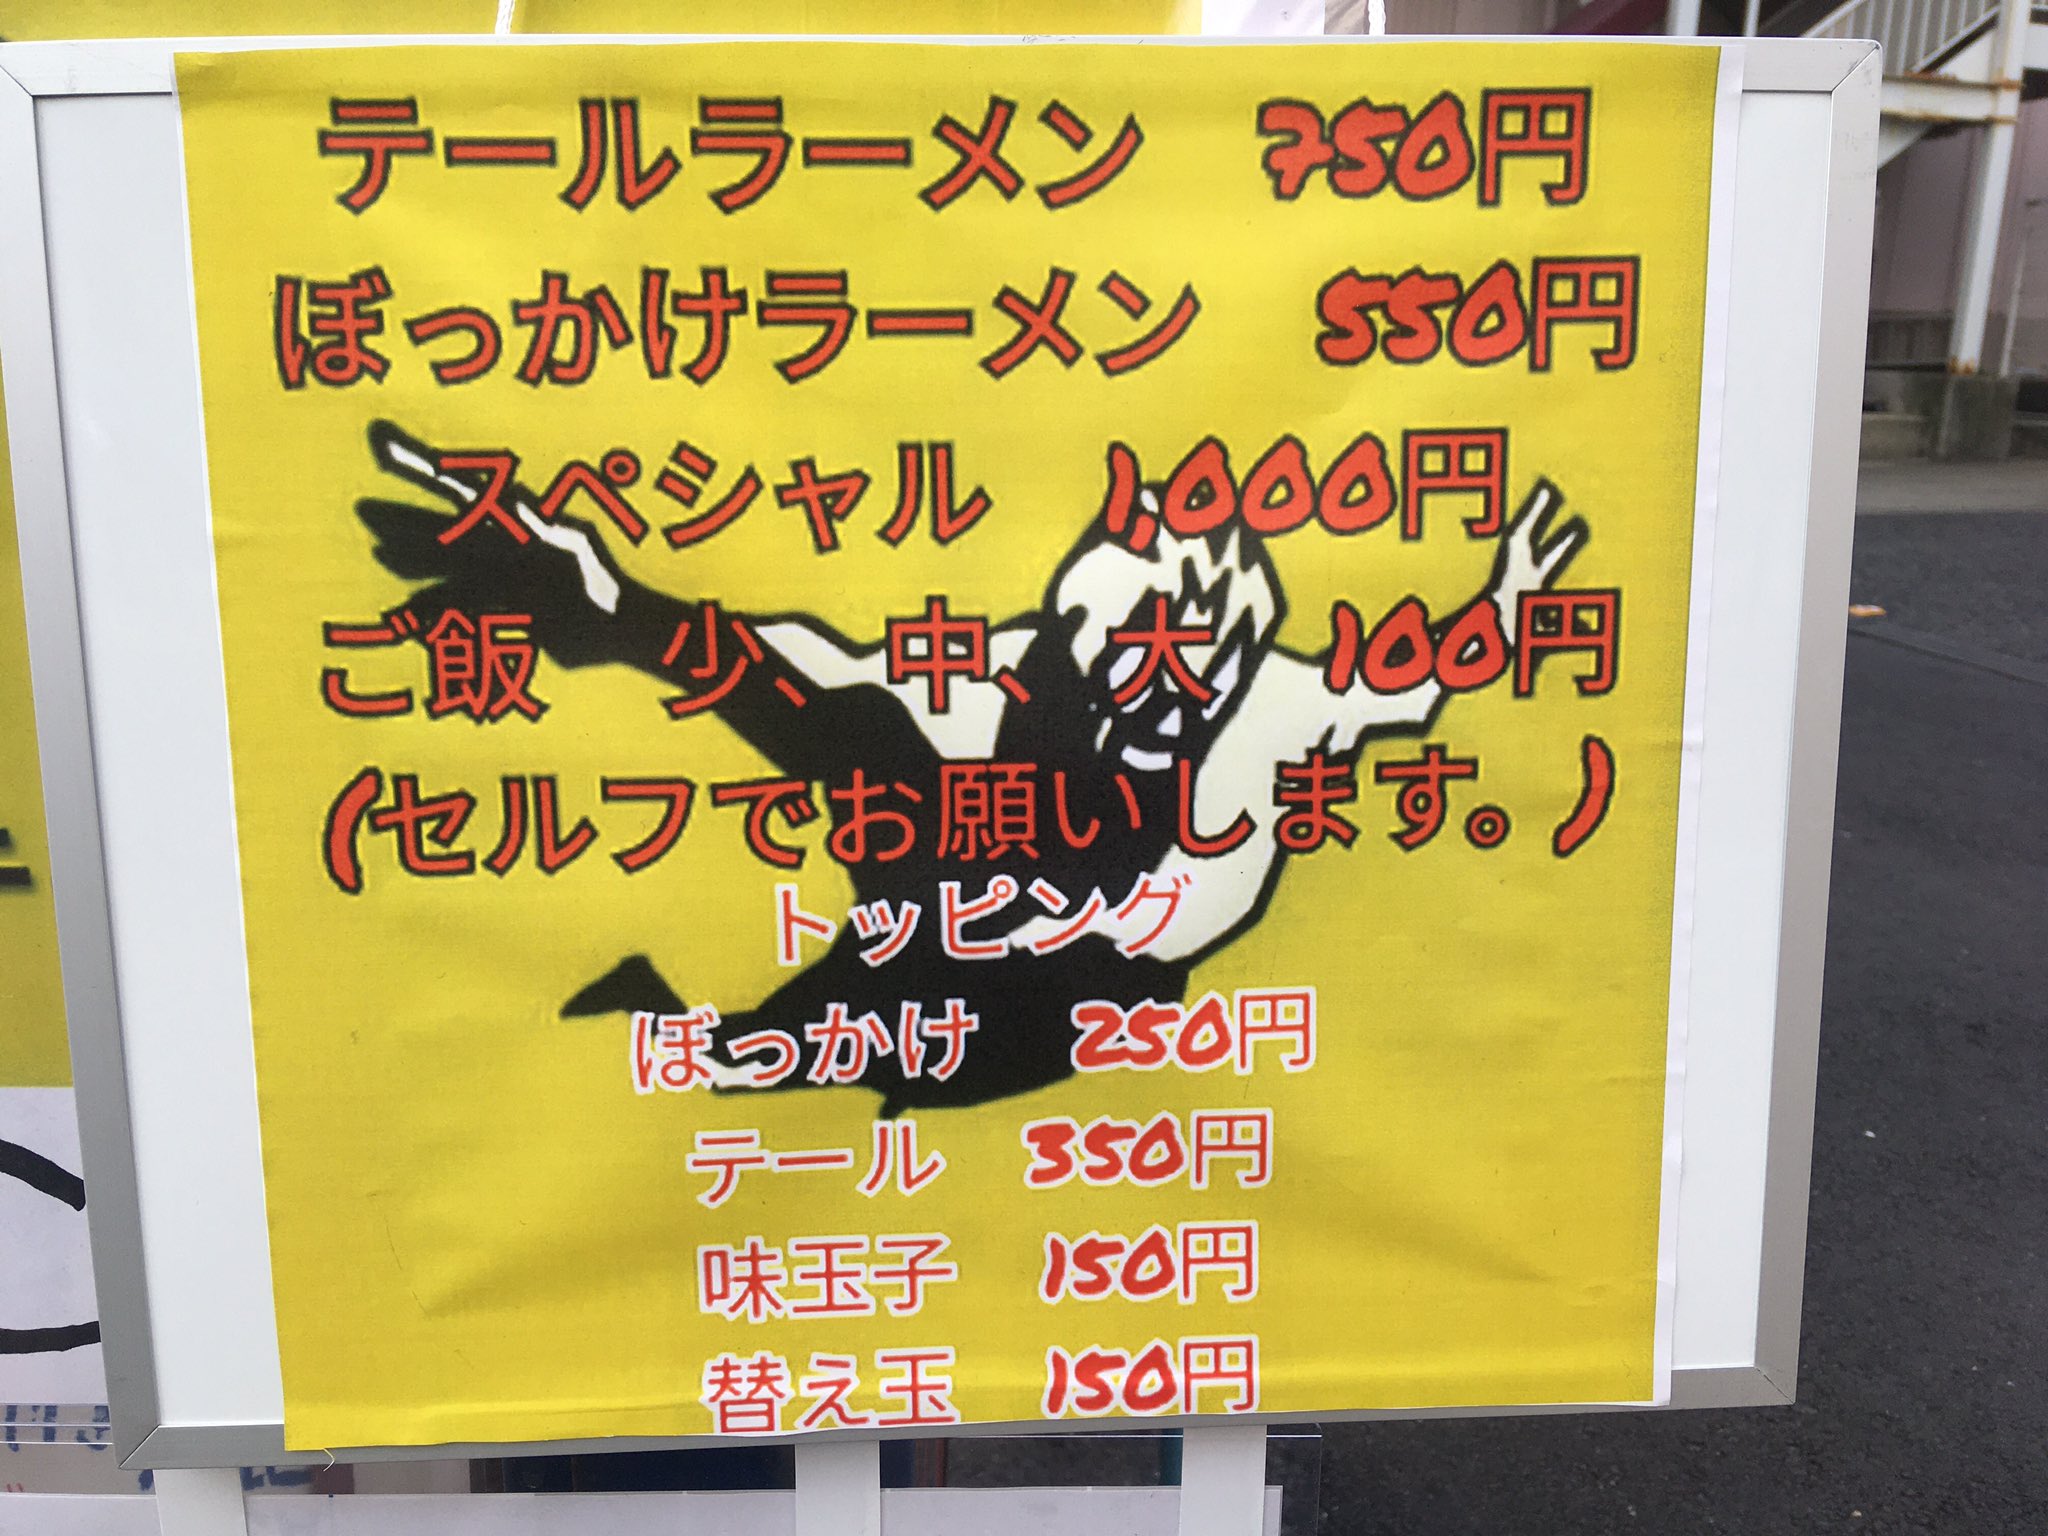 テールラーメン 750円
ぼっかけラーメン 550円
スペシャル 1,000円
ご飯 少、中、大 100円
(セルフでお願いします。)
トッピング
ぼっかけ 250円
テール 350円
味玉子 150円
替え玉 150円